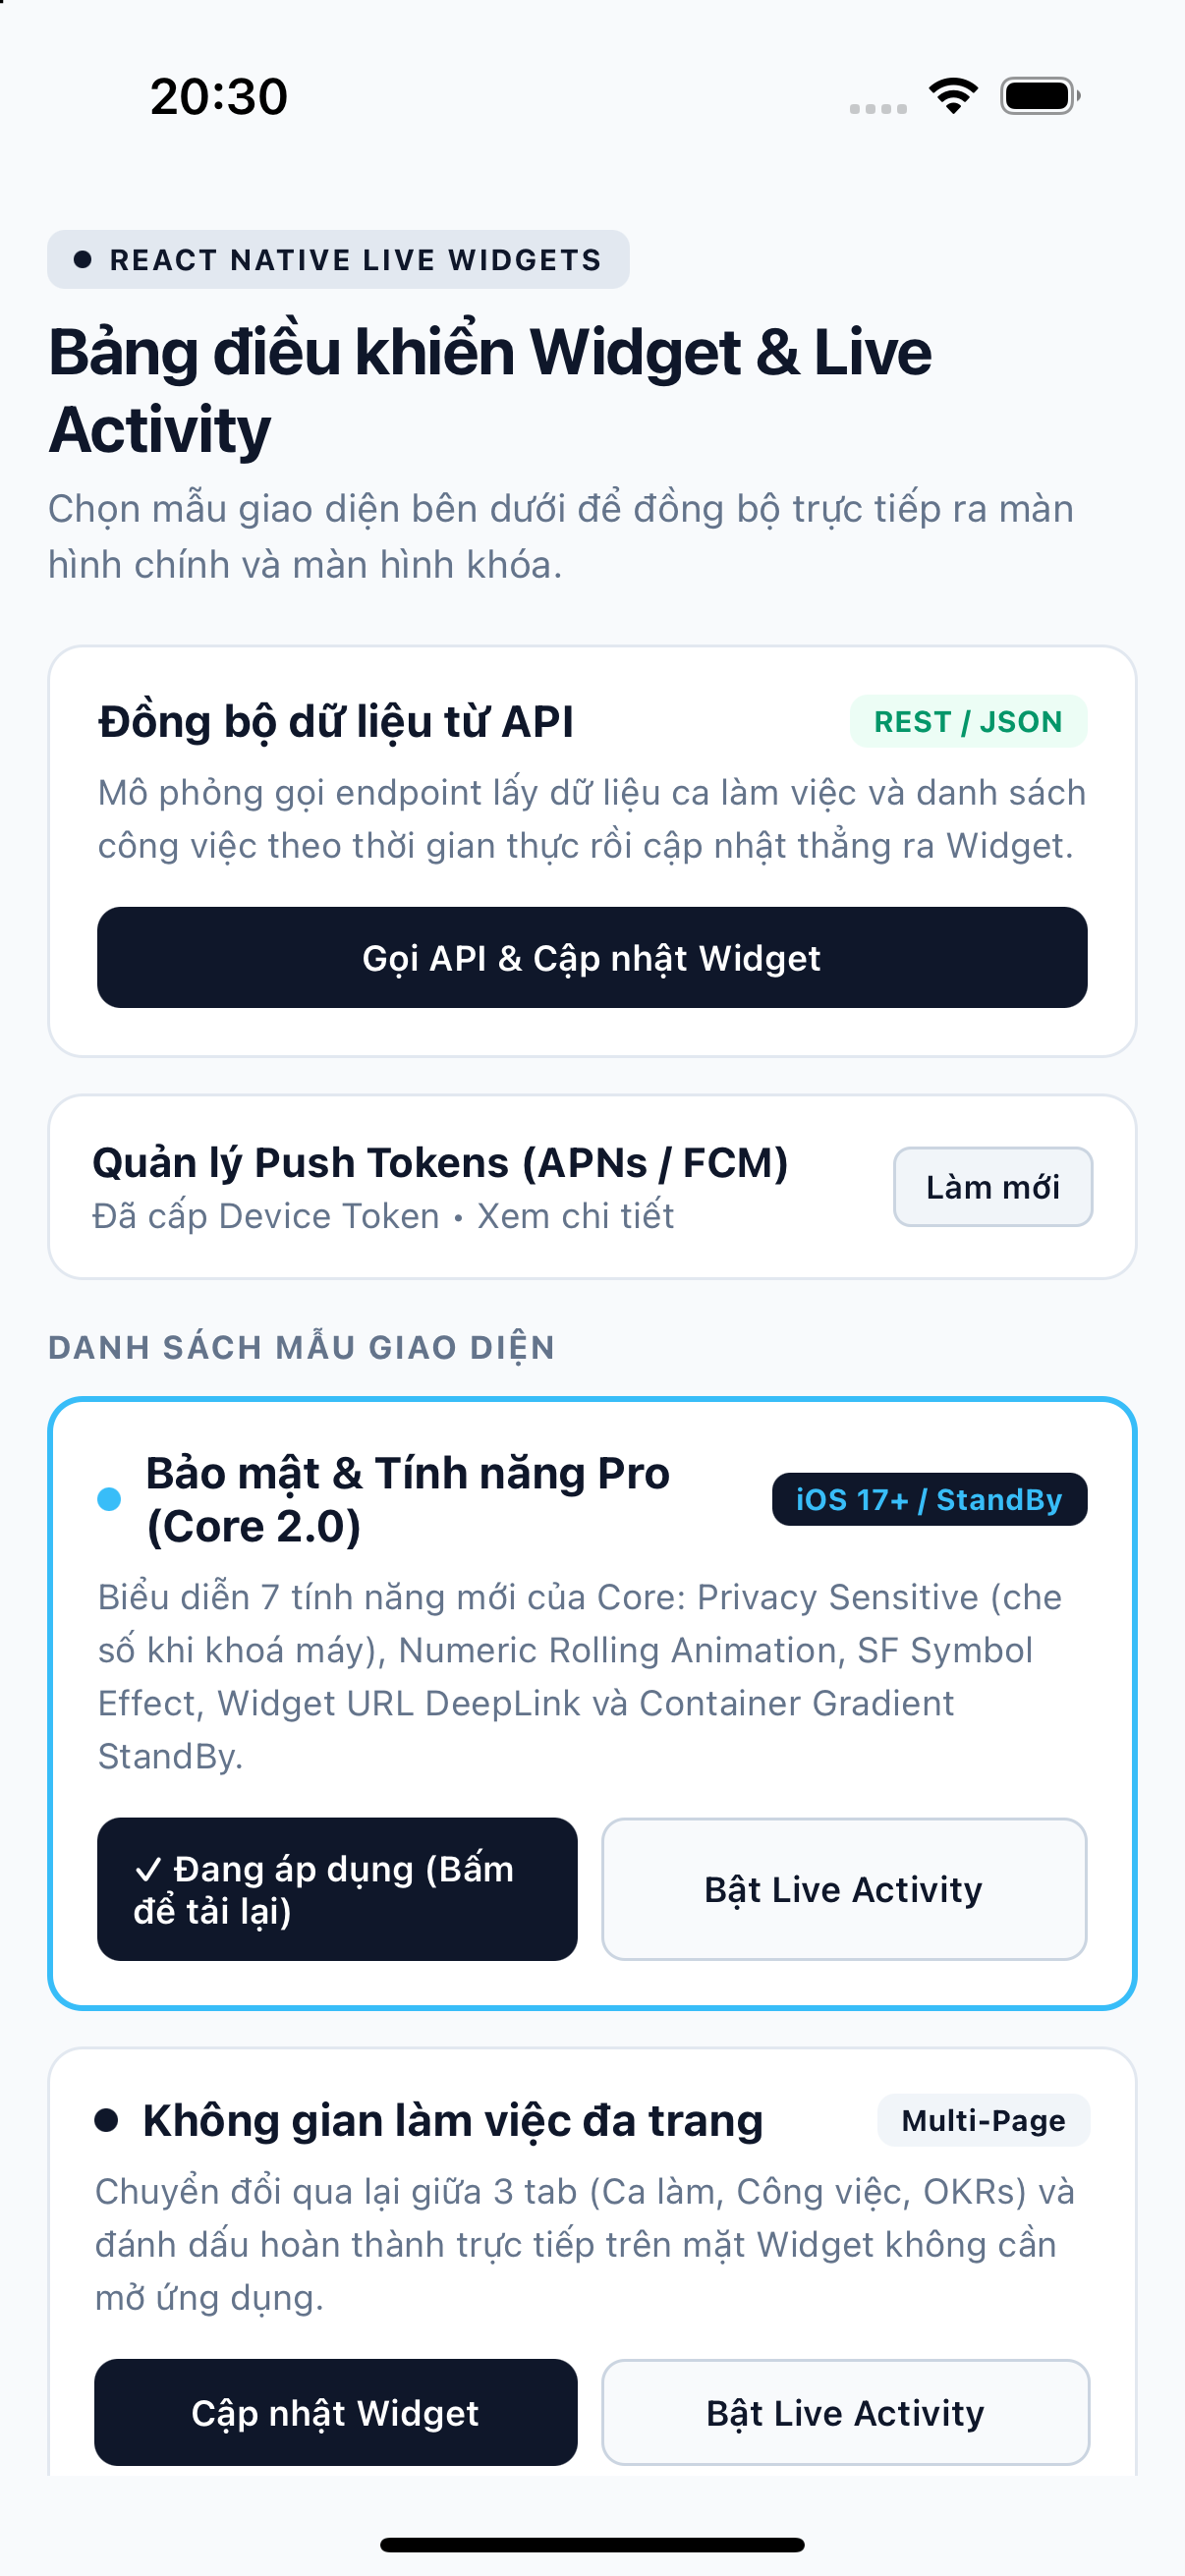 20:30
REACT NATIVE LIVE WIDGETS
Bảng điều khiển Widget & Live
Activity
Chọn mẫu giao diện bên dưới để đồng bộ trực tiếp ra màn
hình chính và màn hình khóa.
Đồng bộ dữ liệu từ API
REST / JSON
Mô phỏng gọi endpoint lấy dữ liệu ca làm việc và danh sách
công việc theo thời gian thực rồi cập nhật thẳng ra Widget.
Gọi API & Cập nhật Widget
Quản lý Push Tokens (APNs / FCM)
Đã cấp Device Token • Xem chi tiết
Làm mới
DANH SÁCH MẪU GIAO DIỆN
Bảo mật & Tính năng Pro
(Core 2.0)
iOS 17+ / StandBy
Biểu diễn 7 tính năng mới của Core: Privacy Sensitive (che
số khi khoá máy), Numeric Rolling Animation, SF Symbol
Effect, Widget URL DeepLink và Container Gradient
StandBy.
✓ Đang áp dụng (Bấm
để tải lại)
Bật Live Activity
Không gian làm việc đa trang
Multi-Page
Chuyển đổi qua lại giữa 3 tab (Ca làm, Công việc, OKRs) và
đánh dấu hoàn thành trực tiếp trên mặt Widget không cần
mở ứng dụng.
Cập nhật Widget
Bật Live Activity